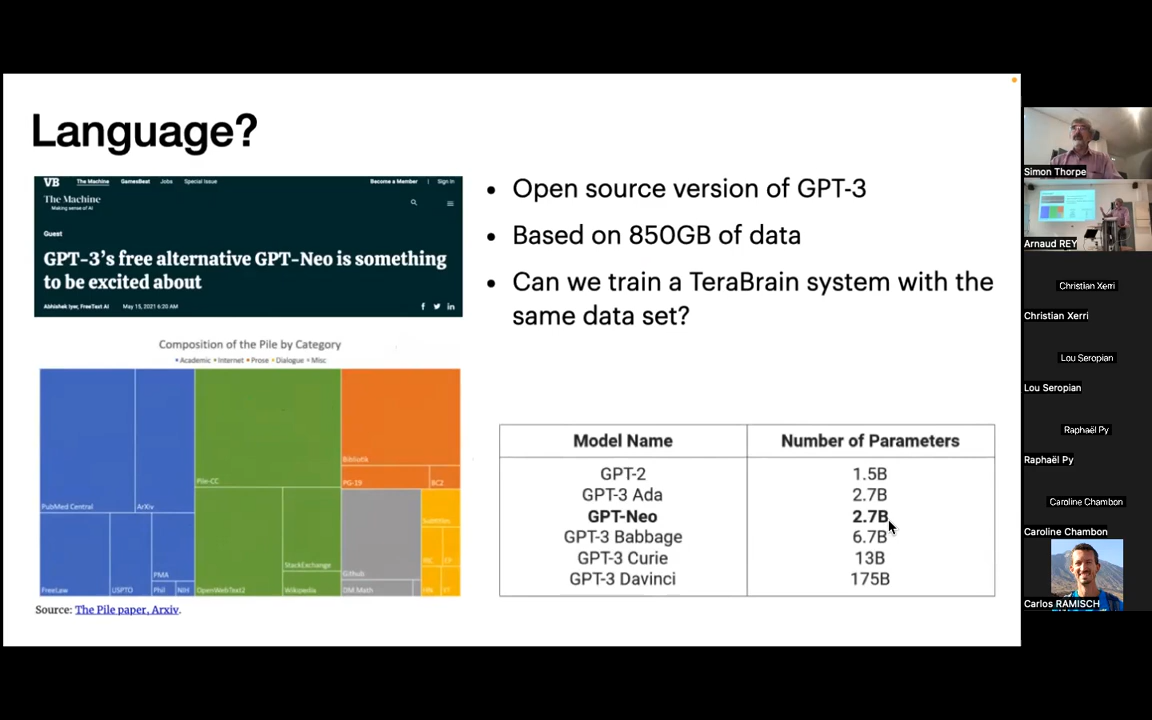 Language?
VB The Machine GamesBeat Jobs Special Issue Become a Member | Sign In
The Machine
Making sense of AI
Guest
GPT-3's free alternative GPT-Neo is something
to be excited about
Abhishek Iyer, FreeText AI May 15, 2021 6:20 AM
Composition of the Pile by Category
• Academic • Internet • Prose • Dialogue • Misc
PubMed Central
ArXiv
FreeLaw
USPTO
PMA
Phil
NIH
Pile-CC
OpenWebText2
StackExchange
Wikipedia
Bibliotik
PG-19
BC2
Github
DM Math
Subtitles
Source: The Pile paper, Arxiv.
• Open source version of GPT-3
• Based on 850GB of data
• Can we train a TeraBrain system with the
same data set?
Model Name Number of Parameters
GPT-2 1.5B
GPT-3 Ada 2.7B
GPT-Neo 2.7B
GPT-3 Babbage 6.7B
GPT-3 Curie 13B
GPT-3 Davinci 175B
Simon Thorpe
Arnaud REY
Christian Xerri
Christian Xerri
Lou Seropian
Lou Seropian
Raphaël Py
Raphaël Py
Caroline Chambon
Caroline Chambon
Carlos RAMISCH